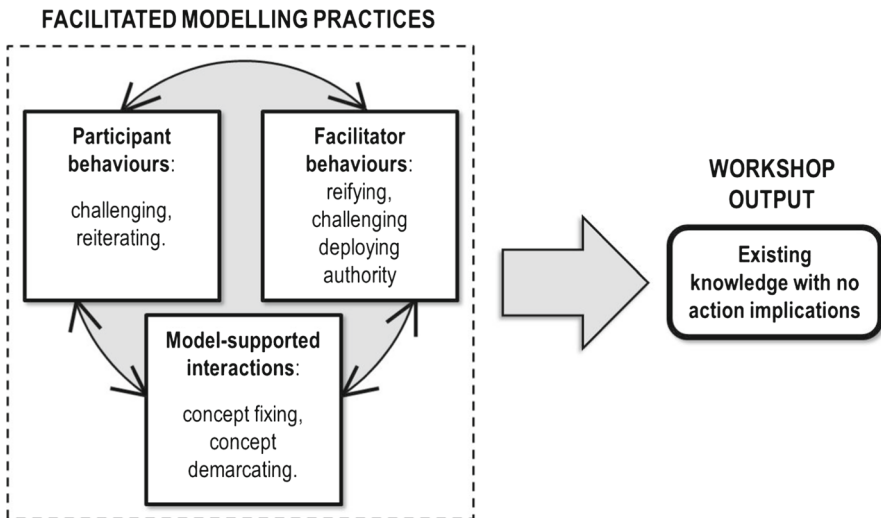 FACILITATED MODELLING PRACTICES
Participant
behaviours:
challenging,
reiterating.
Facilitator
behaviours:
reifying,
challenging
deploying
authority
Model-supported
interactions:
concept fixing,
concept
demarcating.
WORKSHOP
OUTPUT
Existing
knowledge with no
action implications